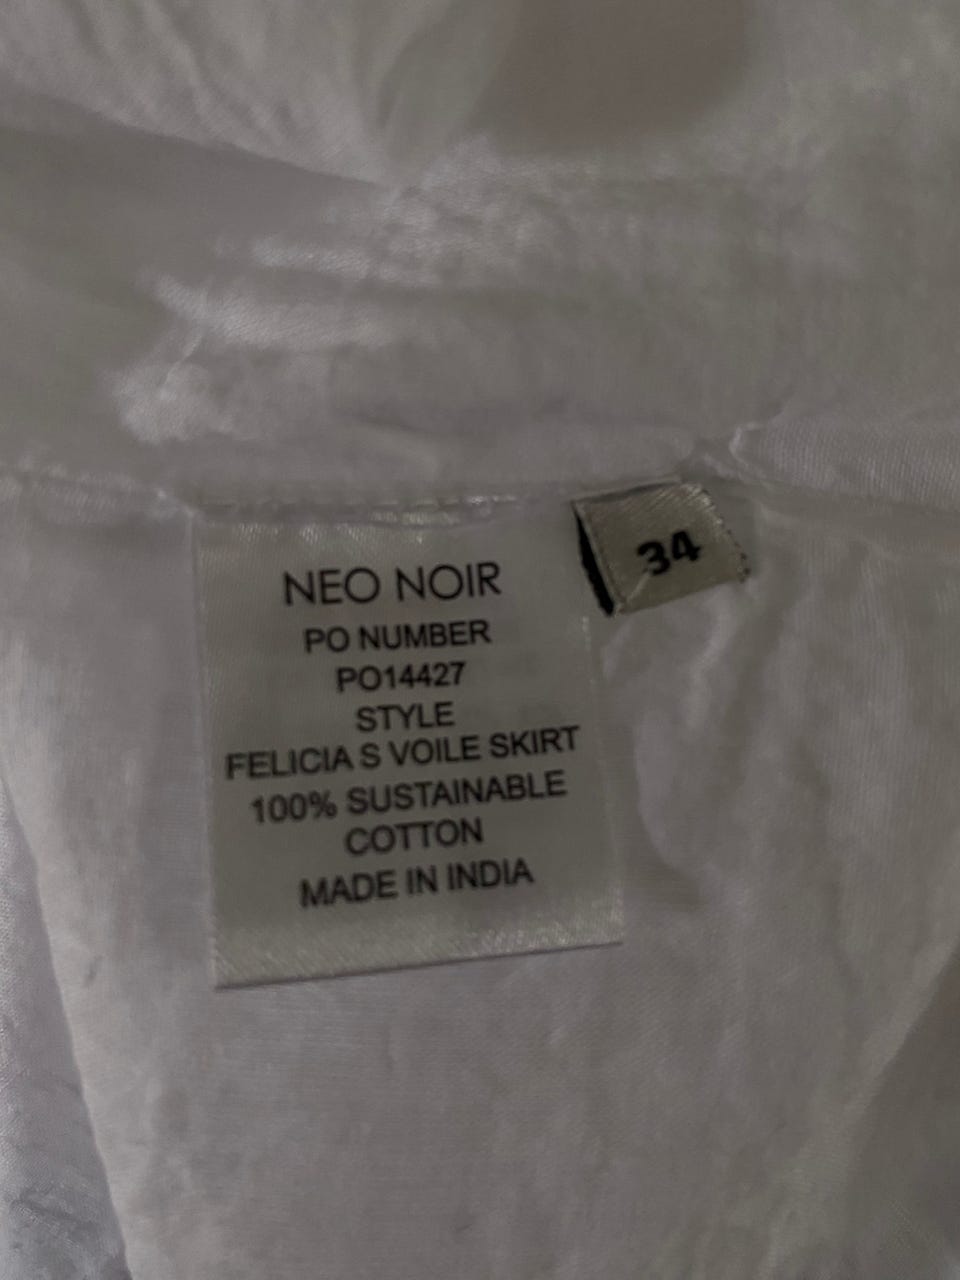 NEO NOIR
PO NUMBER
PO14427
STYLE
FELICIA S VOILE SKIRT
100% SUSTAINABLE
COTTON
MADE IN INDIA
34